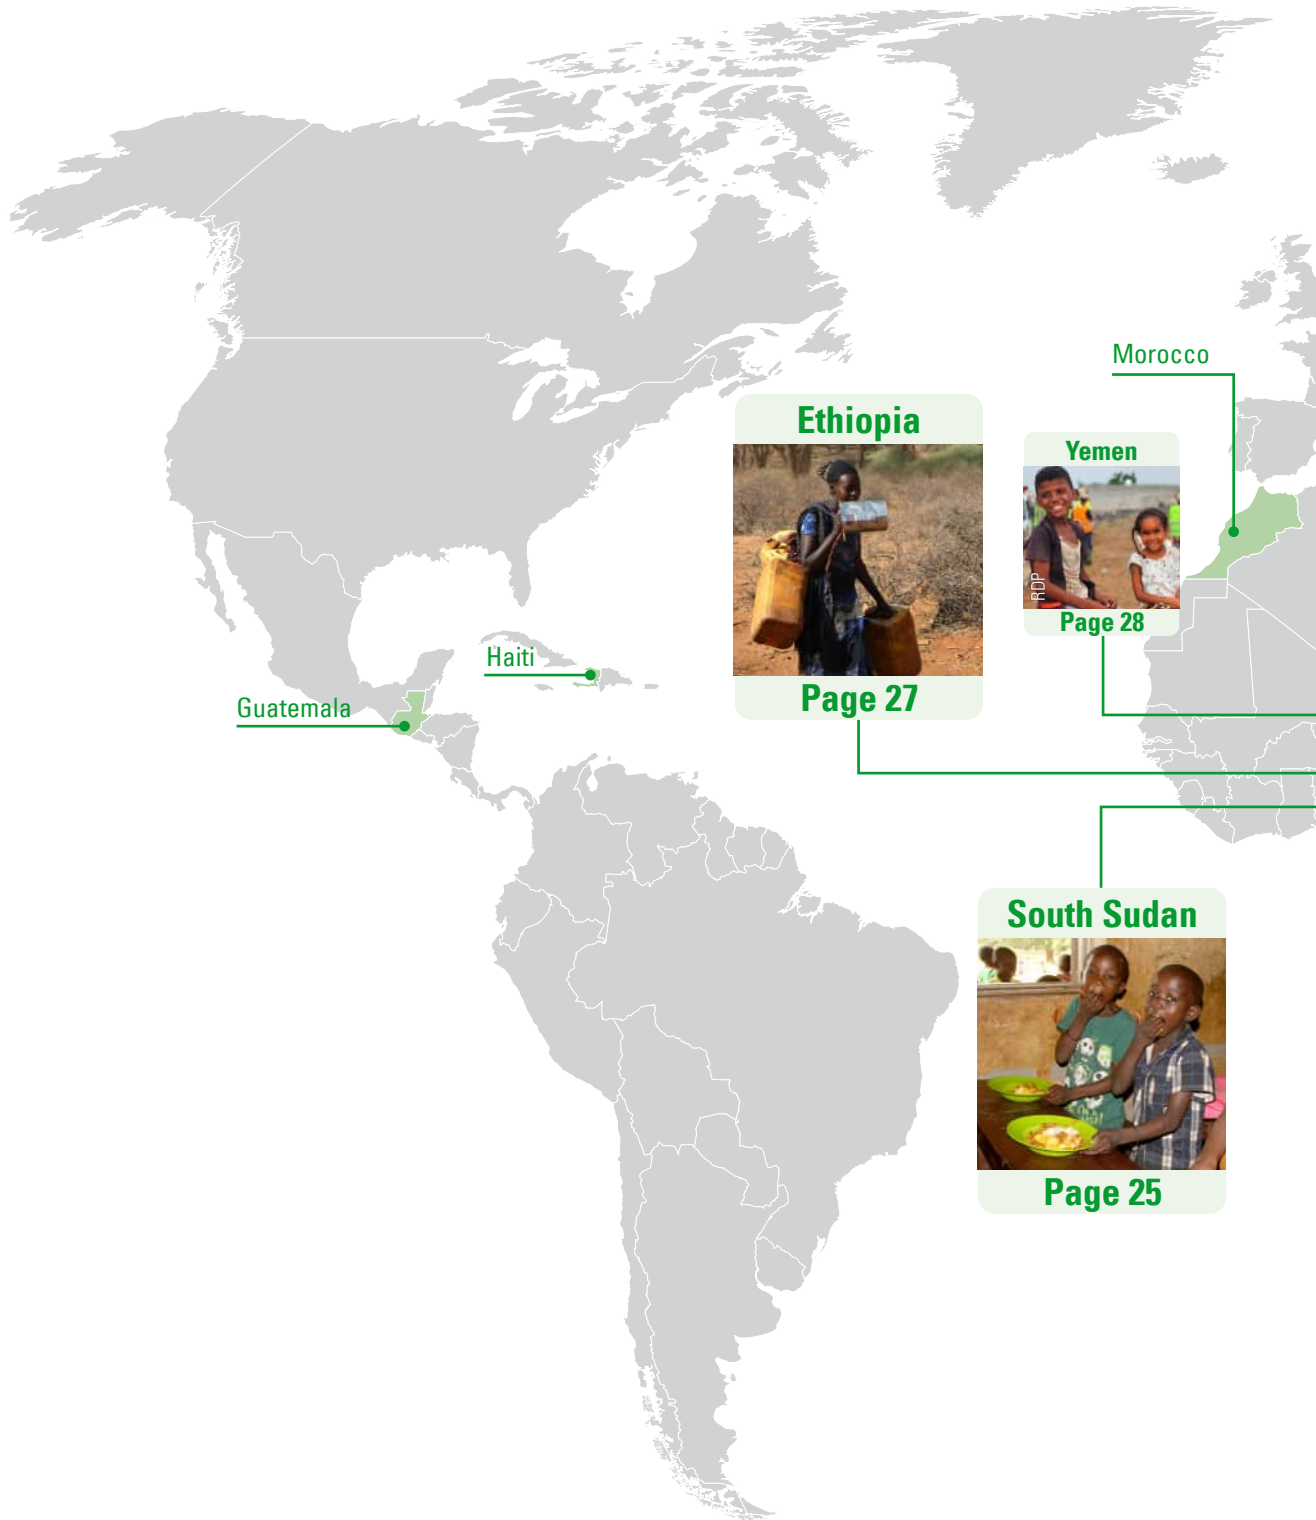 Morocco
Ethiopia
Yemen
RDP
Page 28
Haiti
Page 27
Guatemala
South Sudan
Page 25